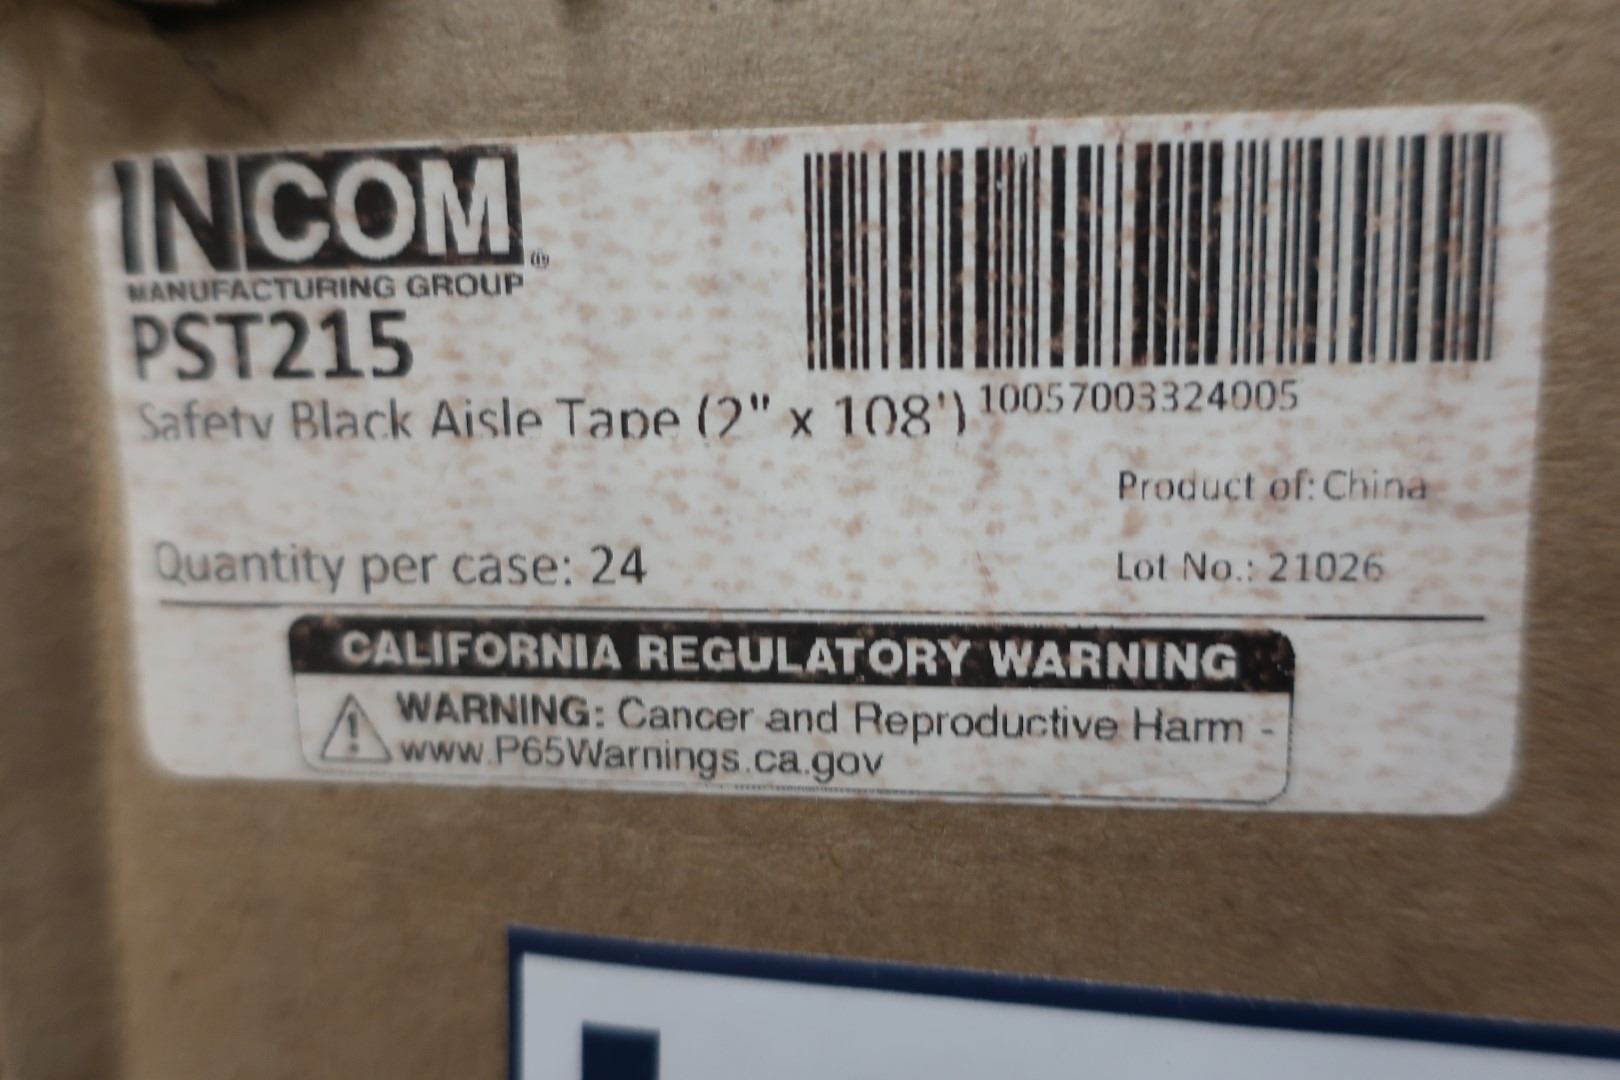 INCOM®
MANUFACTURING GROUP
PST215
Safety Black Aisle Tape (2" x 108')
10057003324005
Product of: China
Quantity per case: 24
Lot No.: 21026
CALIFORNIA REGULATORY WARNING
WARNING: Cancer and Reproductive Harm -
www.P65Warnings.ca.gov